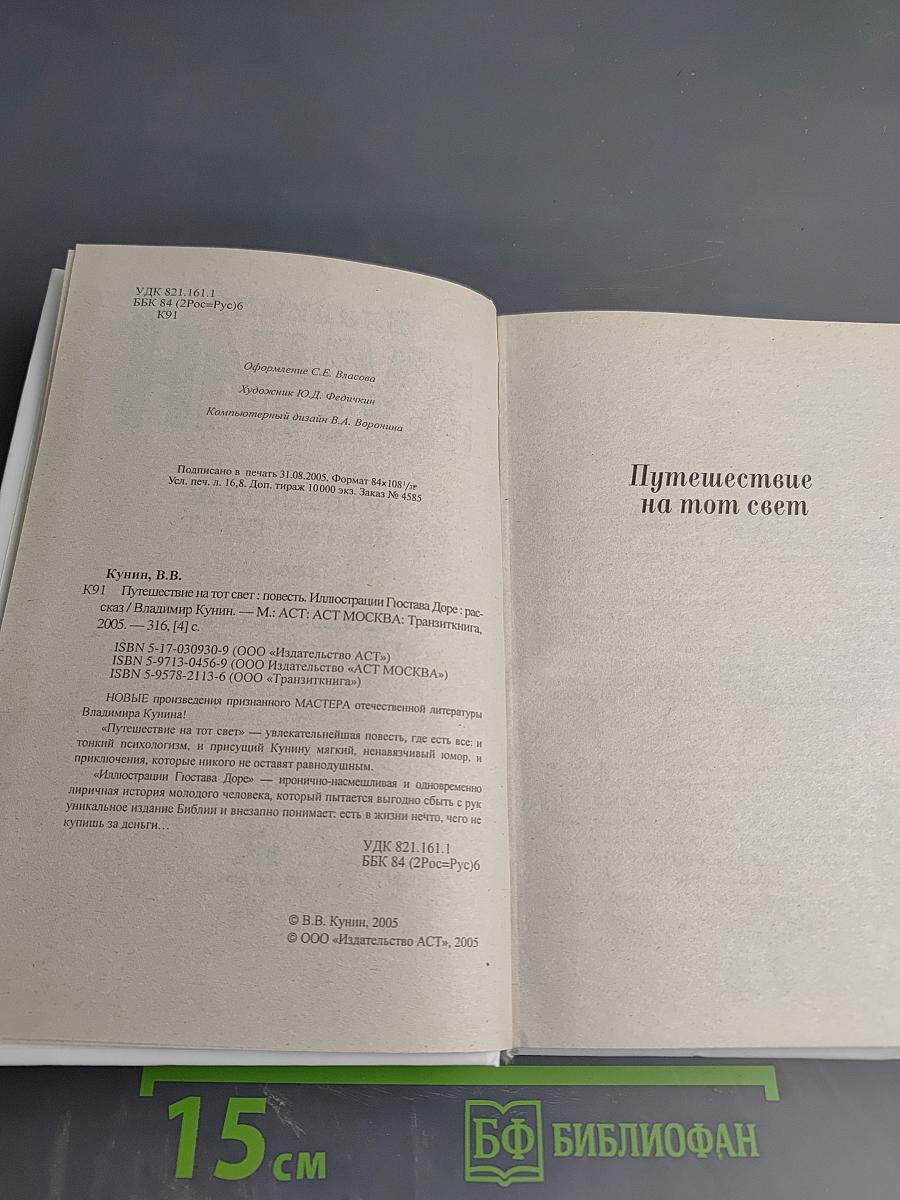 УДК 821.161.1
ББК 84 (2Рос=Рус)6
К91
Оформление С.Е. Власова
Художник Ю.Д. Федичкин
Компьютерный дизайн В.А. Воронина
Подписано в печать 31.08.2005. Формат 84х108 1/32
Усл. печ. л. 16,8. Доп. тираж 10 000 экз. Заказ № 4585
Кунин, В.В.
К91 Путешествие на тот свет : повесть. Иллюстрации Гюстава Доре : рас-
сказ / Владимир Кунин. — М.: АСТ: АСТ МОСКВА: Транзиткнига,
2005. — 316, [4] с.
ISBN 5-17-030930-9 (ООО «Издательство АСТ»)
ISBN 5-9713-0456-9 (ООО Издательство «АСТ МОСКВА»)
ISBN 5-9578-2113-6 (ООО «Транзиткнига»)
НОВЫЕ произведения признанного МАСТЕРА отечественной литературы
Владимира Кунина!
«Путешествие на тот свет» — увлекательнейшая повесть, где есть все: и
тонкий психологизм, и присущий Кунину мягкий, ненавязчивый юмор, и
приключения, которые никого не оставят равнодушным.
«Иллюстрации Гюстава Доре» — иронично-насмешливая и одновременно
лиричная история молодого человека, который пытается выгодно сбыть с рук
уникальное издание Библии и внезапно понимает: есть в жизни нечто, чего не
купишь за деньги…
УДК 821.161.1
ББК 84 (2Рос=Рус)6
© В.В. Кунин, 2005
© ООО «Издательство АСТ», 2005
Путешествие
на тот свет
15 см
БФ БИБЛИОФАН